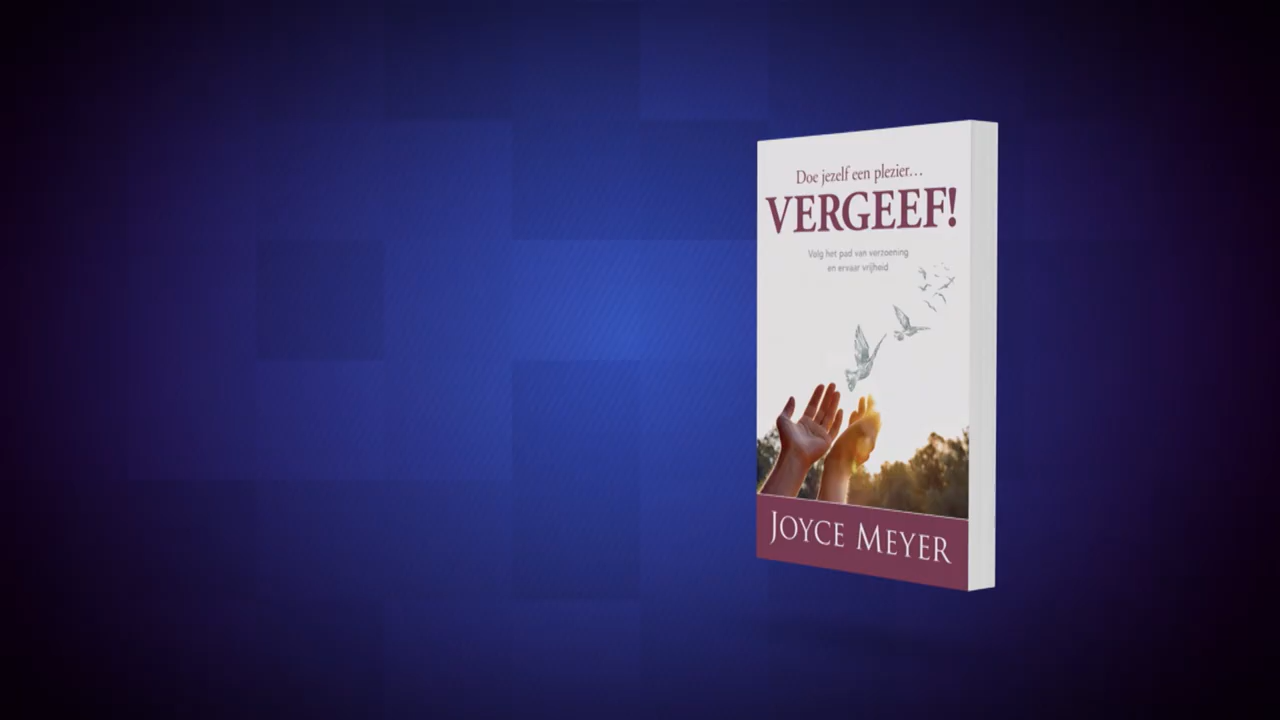 Doe jezelf een plezier...
VERGEEF!
Volg het pad van verzoening
en ervaar vrijheid
JOYCE MEYER